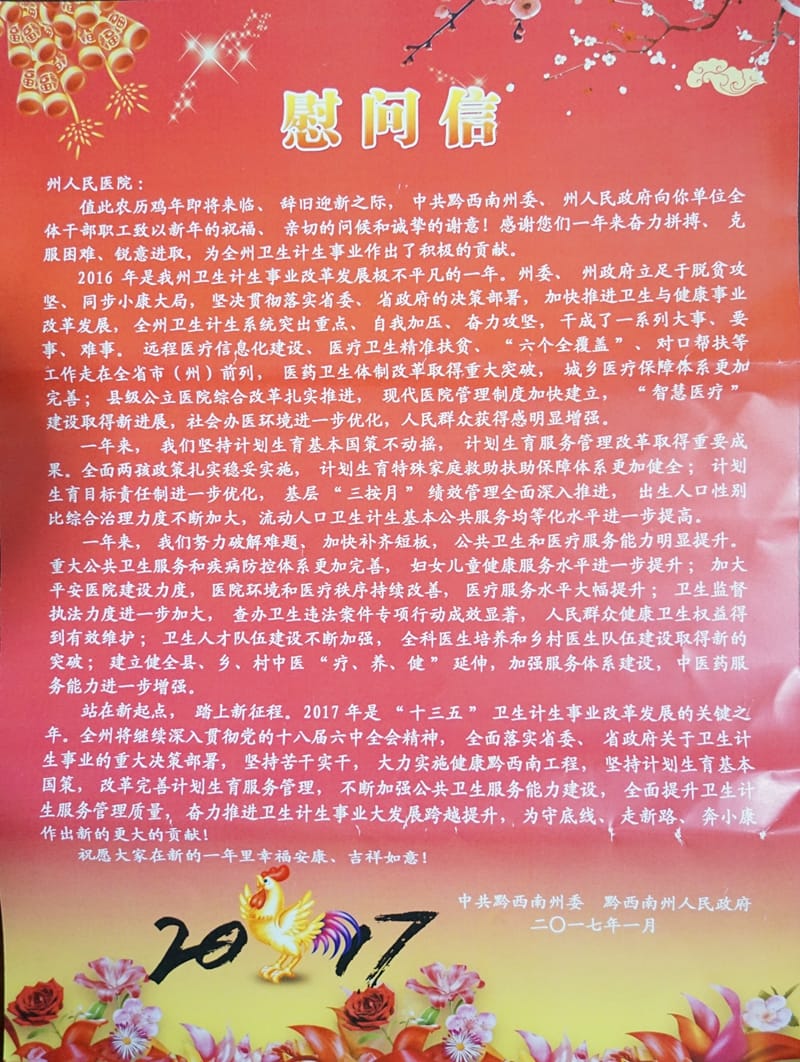 慰问信
州人民医院：
值此农历鸡年即将来临、辞旧迎新之际，中共黔西南州委、州人民政府向你单位全
体干部职工致以新年的祝福、亲切的问候和诚挚的谢意！感谢您们一年来奋力拼搏、克
服困难、锐意进取，为全州卫生计生事业作出了积极的贡献。
2016 年是我州卫生计生事业改革发展极不平凡的一年。州委、州政府立足于脱贫攻
坚、同步小康大局，坚决贯彻落实省委、省政府的决策部署，加快推进卫生与健康事业
改革发展，全州卫生计生系统突出重点、自我加压、奋力攻坚，干成了一系列大事、要
事、难事。远程医疗信息化建设、医疗卫生精准扶贫、“六个全覆盖”、对口帮扶等
工作走在全省市（州）前列，医药卫生体制改革取得重大突破，城乡医疗保障体系更加
完善；县级公立医院综合改革扎实推进，现代医院管理制度加快建立，“智慧医疗”
建设取得新进展，社会办医环境进一步优化，人民群众获得感明显增强。
一年来，我们坚持计划生育基本国策不动摇，计划生育服务管理改革取得重要成
果。全面两孩政策扎实稳妥实施，计划生育特殊家庭救助扶助保障体系更加健全；计划
生育目标责任制进一步优化，基层“三按月”绩效管理全面深入推进，出生人口性别
比综合治理力度不断加大，流动人口卫生计生基本公共服务均等化水平进一步提高。
一年来，我们努力破解难题、加快补齐短板，公共卫生和医疗服务能力明显提升。
重大公共卫生服务和疾病防控体系更加完善，妇女儿童健康服务水平进一步提升；加大
平安医院建设力度，医院环境和医疗秩序持续改善，医疗服务水平大幅提升；卫生监督
执法力度进一步加大，查办卫生违法案件专项行动成效显著，人民群众健康卫生权益得
到有效维护；卫生人才队伍建设不断加强，全科医生培养和乡村医生队伍建设取得新的
突破；建立健全县、乡、村中医“疗、养、健”延伸，加强服务体系建设，中医药服
务能力进一步增强。
站在新起点，踏上新征程。2017 年是“十三五”卫生计生事业改革发展的关键之
年。全州将继续深入贯彻党的十八届六中全会精神，全面落实省委、省政府关于卫生计
生事业的重大决策部署，坚持苦干实干，大力实施健康黔西南工程，坚持计划生育基本
国策，改革完善计划生育服务管理，不断加强公共卫生服务能力建设，全面提升卫生计
生服务管理质量，奋力推进卫生计生事业大发展跨越提升，为守底线、走新路、奔小康
作出新的更大的贡献！
祝愿大家在新的一年里幸福安康、吉祥如意！
中共黔西南州委 黔西南州人民政府
二〇一七年一月
2017